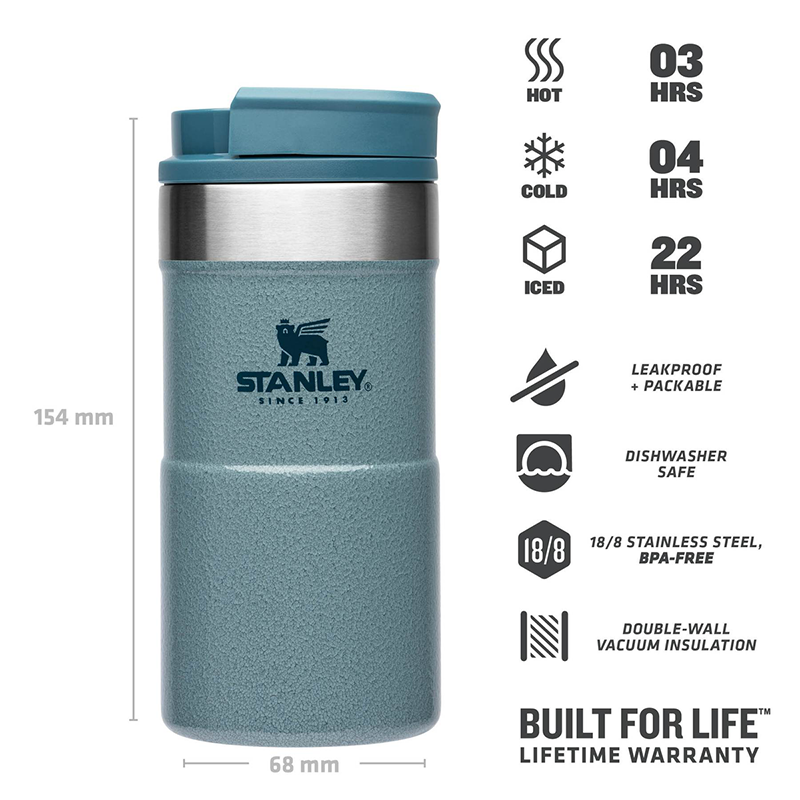 HOT
03
HRS
COLD
04
HRS
ICED
22
HRS
STANLEY®
SINCE 1913
154 mm
68 mm
LEAKPROOF
+ PACKABLE
DISHWASHER
SAFE
18/8
18/8 STAINLESS STEEL,
BPA-FREE
DOUBLE-WALL
VACUUM INSULATION
BUILT FOR LIFE™
LIFETIME WARRANTY